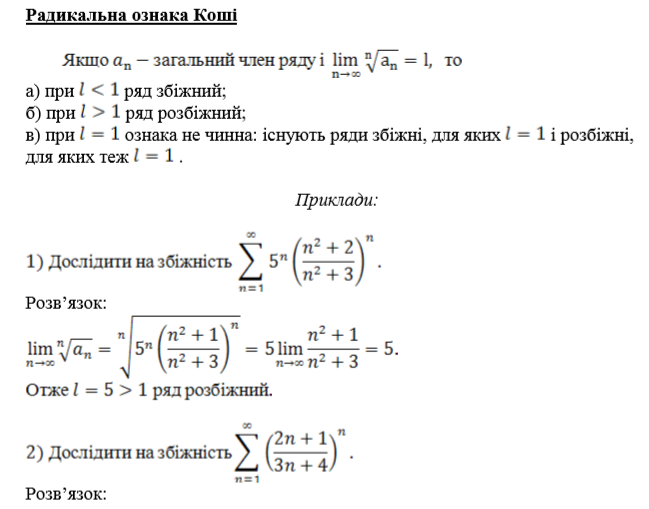 Радикальна ознака Коші
Якщо aₙ − загальний член ряду і lim n→∞ ⁿ√aₙ = l, то
а) при l < 1 ряд збіжний;
б) при l > 1 ряд розбіжний;
в) при l = 1 ознака не чинна: існують ряди збіжні, для яких l = 1 і розбіжні,
для яких теж l = 1 .
Приклади:
1) Дослідити на збіжність ∑ n=1 ∞ 5ⁿ ((n² + 2)/(n² + 3))ⁿ .
Розв’язок:
lim n→∞ ⁿ√aₙ = ⁿ√(5ⁿ ((n² + 1)/(n² + 3))ⁿ) = 5 lim n→∞ (n² + 1)/(n² + 3) = 5.
Отже l = 5 > 1 ряд розбіжний.
2) Дослідити на збіжність ∑ n=1 ∞ ((2n + 1)/(3n + 4))ⁿ .
Розв’язок: